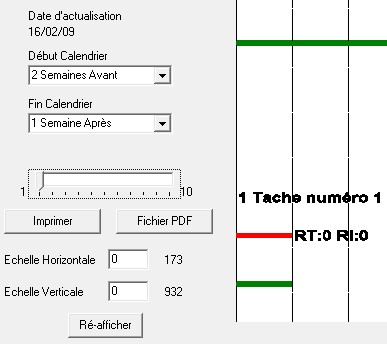 Date d'actualisation
16/02/09
Début Calendrier
2 Semaines Avant
Fin Calendrier
1 Semaine Après
1 10
Imprimer Fichier PDF
Echelle Horizontale 0 173
Echelle Verticale 0 932
Ré-afficher
1 Tache numéro 1
RT:0 RI:0